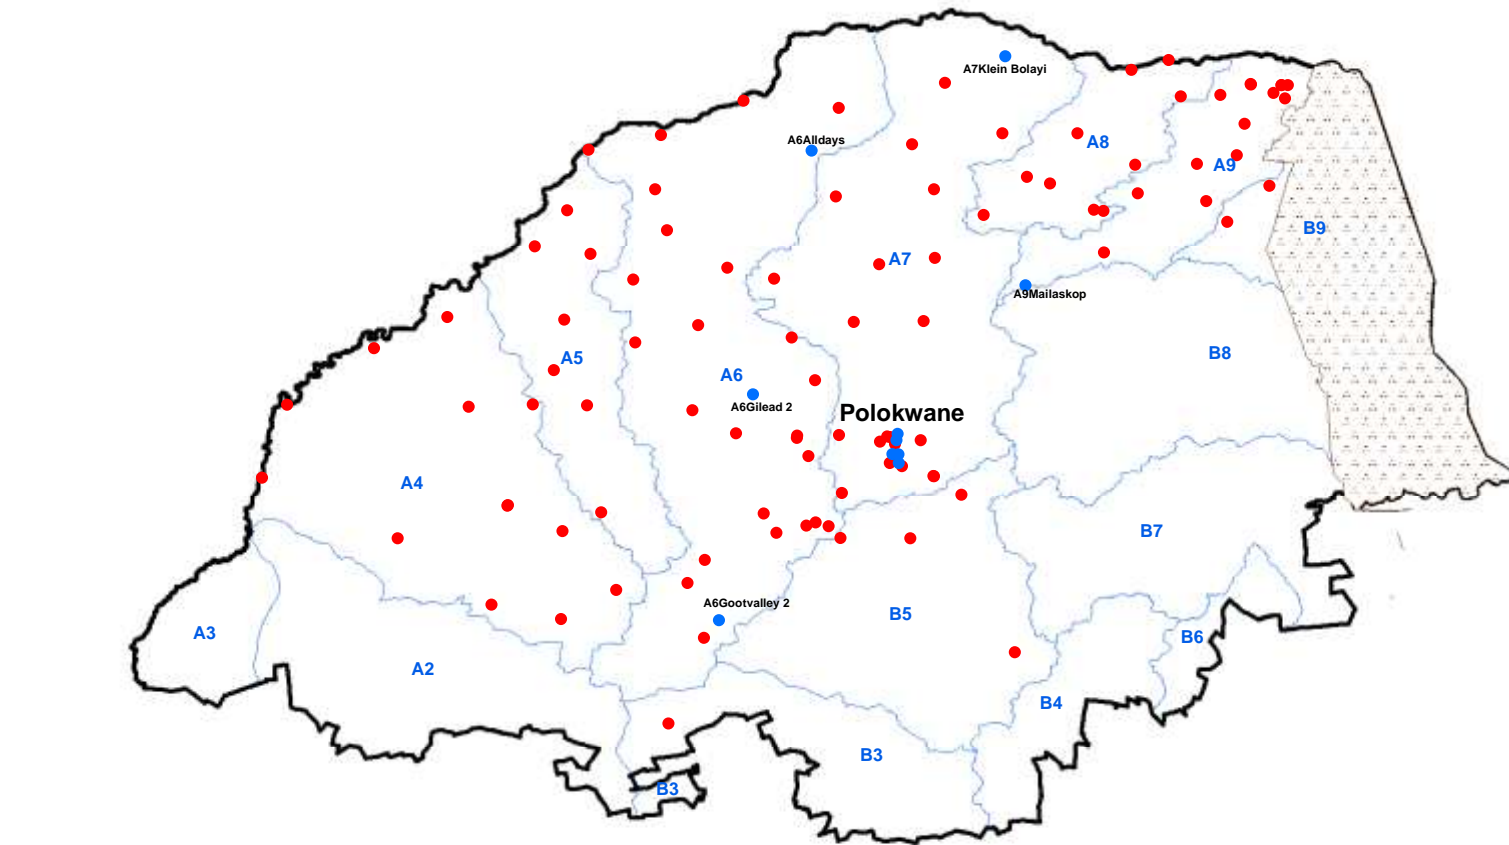 A7Klein Bolayi
A6Alldays
A8
A9
B9
A7
A9Mailaskop
B8
A5
A6
A6Gilead 2
Polokwane
A4
B7
A6Gootvalley 2
B5
A3
B6
A2
B4
B3
B3